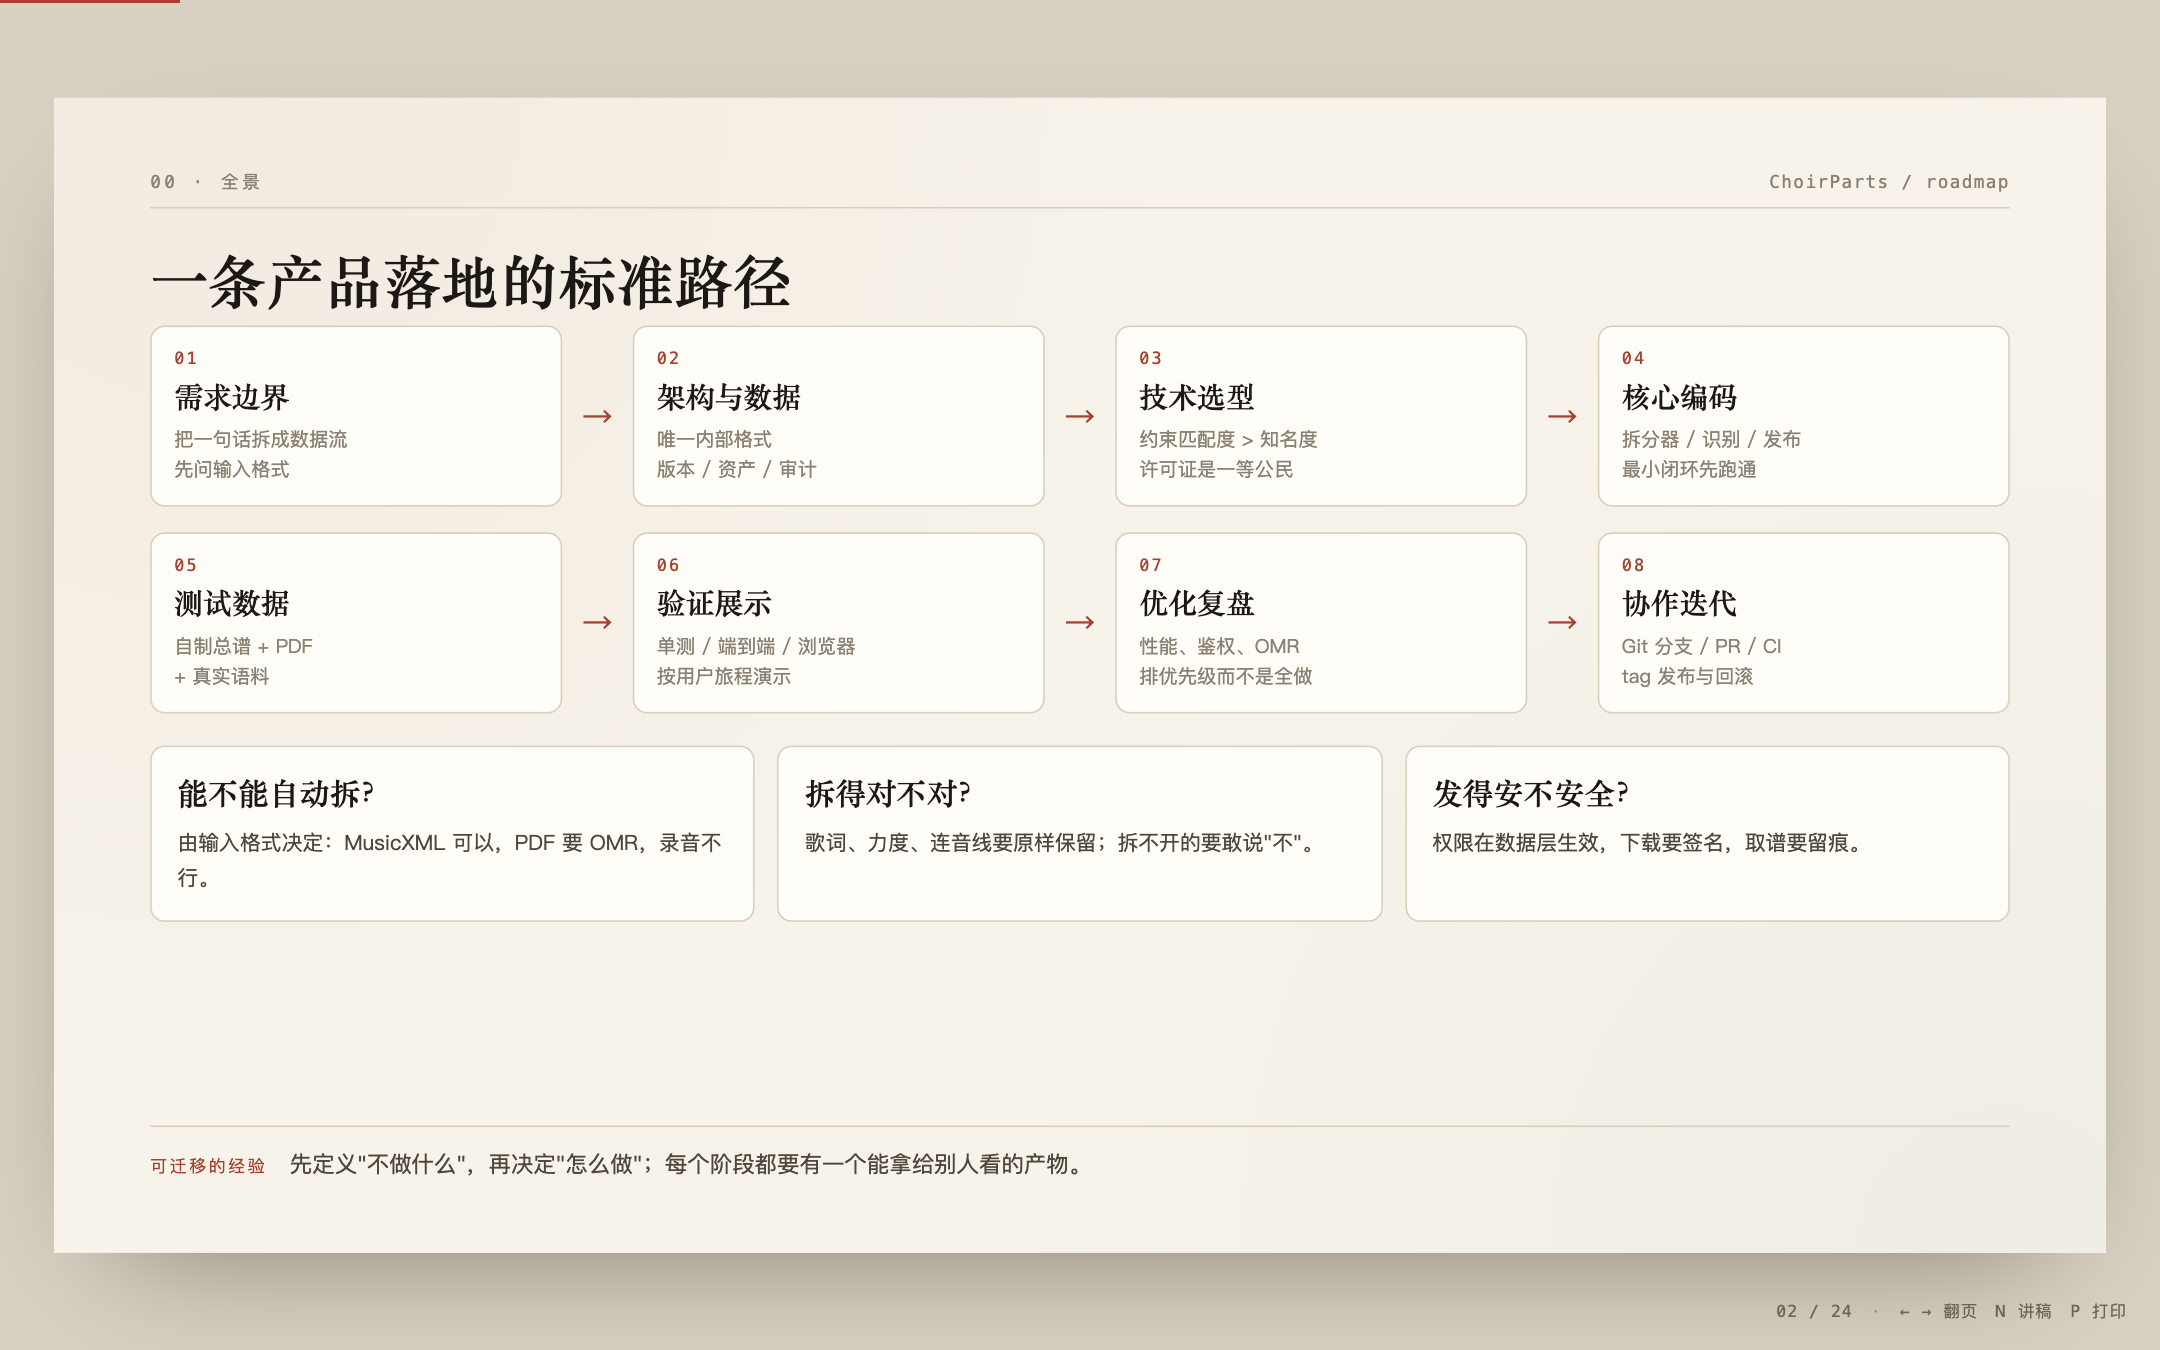 00 · 全景
ChoirParts / roadmap
一条产品落地的标准路径
01
需求边界
把一句话拆成数据流
先问输入格式
→
02
架构与数据
唯一内部格式
版本 / 资产 / 审计
→
03
技术选型
约束匹配度 > 知名度
许可证是一等公民
→
04
核心编码
拆分器 / 识别 / 发布
最小闭环先跑通
05
测试数据
自制总谱 + PDF
+ 真实语料
→
06
验证展示
单测 / 端到端 / 浏览器
按用户旅程演示
→
07
优化复盘
性能、鉴权、OMR
排优先级而不是全做
→
08
协作迭代
Git 分支 / PR / CI
tag 发布与回滚
能不能自动拆?
由输入格式决定：MusicXML 可以，PDF 要 OMR，录音不
行。
拆得对不对?
歌词、力度、连音线要原样保留；拆不开的要敢说"不"。
发得安不安全?
权限在数据层生效，下载要签名，取谱要留痕。
可迁移的经验 先定义"不做什么"，再决定"怎么做"；每个阶段都要有一个能拿给别人看的产物。
02 / 24 · ← → 翻页 N 讲稿 P 打印